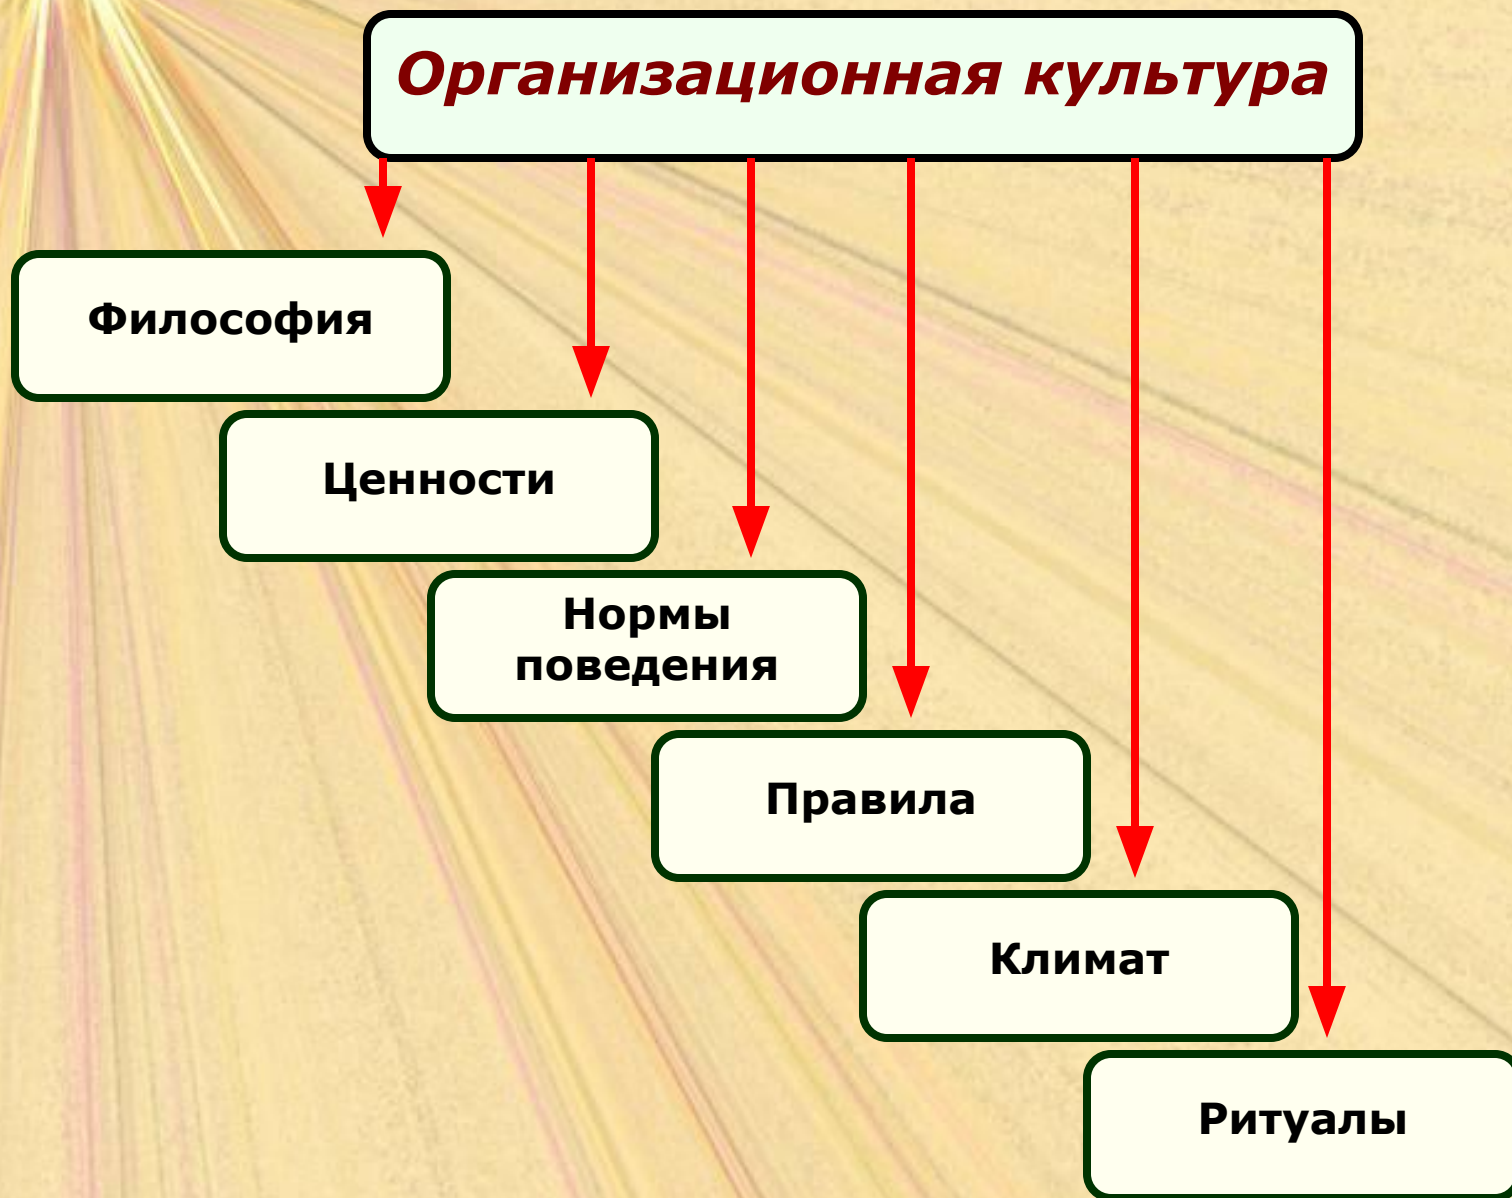 Организационная культура
Философия
Ценности
Нормы
поведения
Правила
Климат
Ритуалы